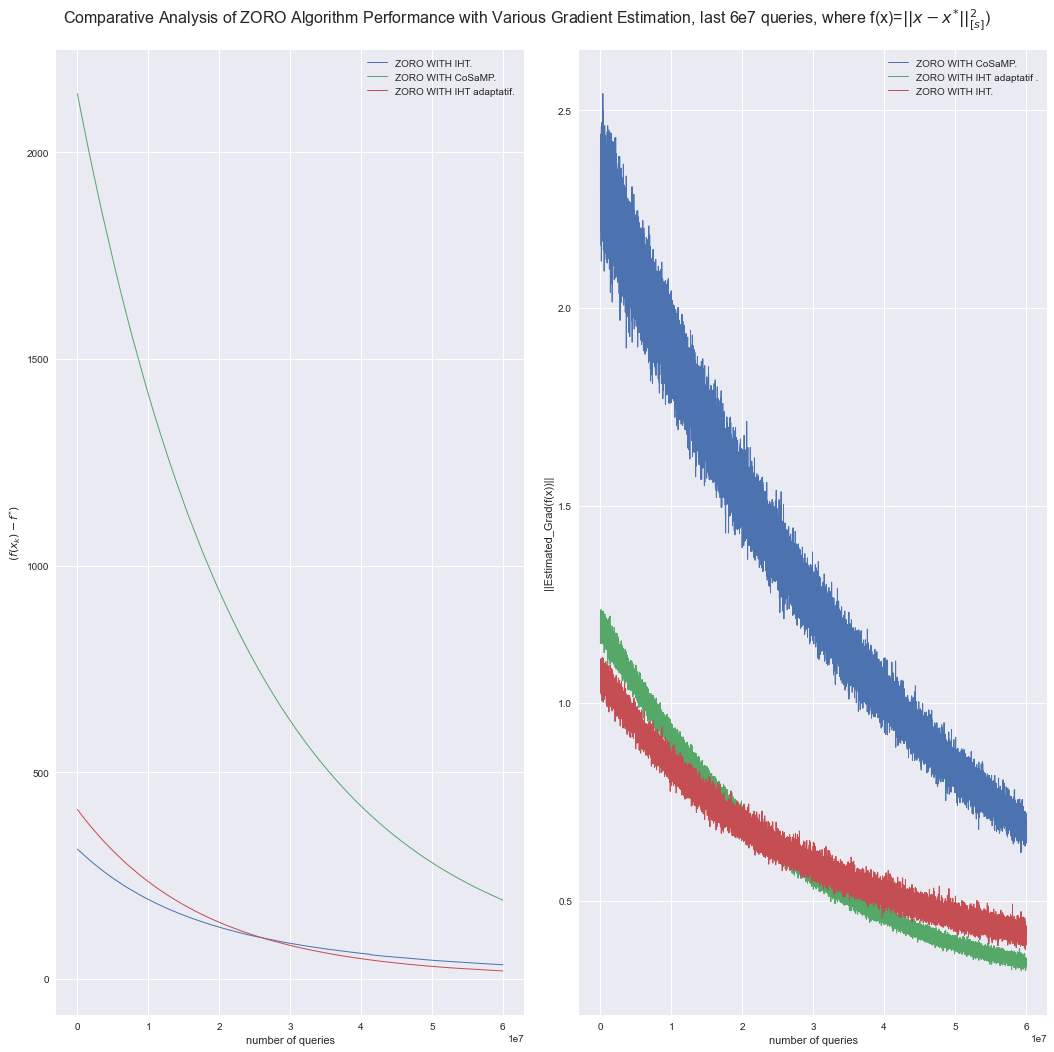 Comparative Analysis of ZORO Algorithm Performance with Various Gradient Estimation, last 6e7 queries, where f(x)=$||x - x^*||^2_{[s]}$)
ZORO WITH IHT.
ZORO WITH CoSaMP.
ZORO WITH IHT adaptatif.
2000
1500
1000
500
0
$(f(x_k) - f^*)$
0 1 2 3 4 5 6
1e7
number of queries
ZORO WITH CoSaMP.
ZORO WITH IHT adaptatif .
ZORO WITH IHT.
2.5
2.0
1.5
1.0
0.5
||Estimated_Grad(f(x))||
0 1 2 3 4 5 6
1e7
number of queries